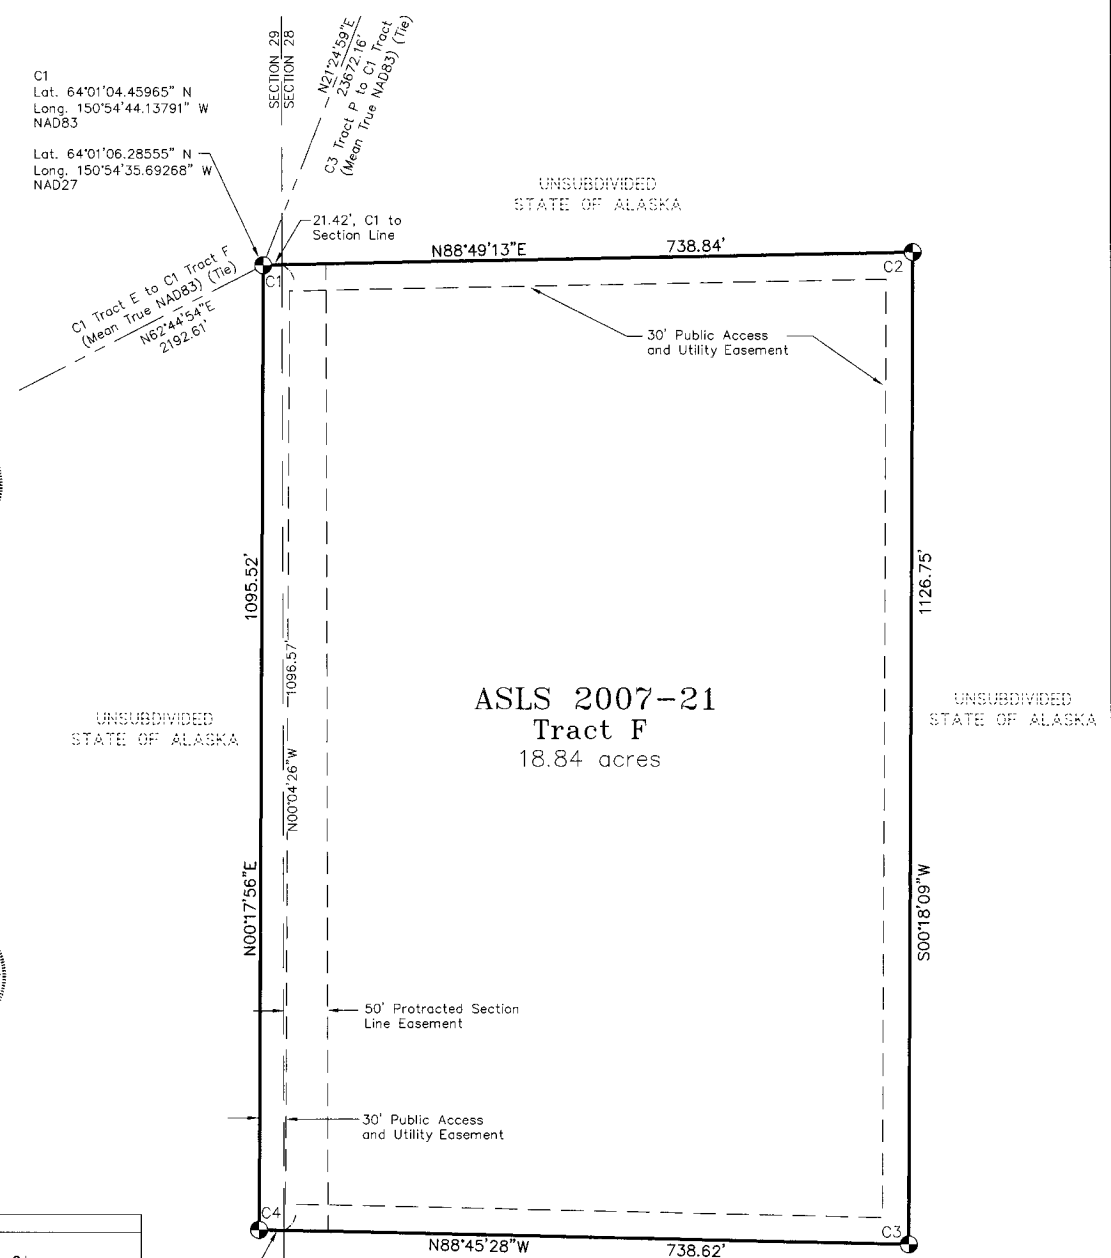 SECTION 29
SECTION 28
N21°24'59"E
23672.16'
C3 Tract P to C1 Tract
(Mean True NAD83) (Tie)
C1
Lat. 64°01'04.45965" N
Long. 150°54'44.13791" W
NAD83
Lat. 64°01'06.28555" N
Long. 150°54'35.69268" W
NAD27
UNSUBDIVIDED
STATE OF ALASKA
21.42', C1 to
Section Line
N88°49'13"E 738.84'
C1
C2
C1 Tract E to C1 Tract F
(Mean True NAD83) (Tie)
N62°44'54"E
2192.61'
30' Public Access
and Utility Easement
1095.52'
N00°17'56"E
1096.57'
N00°04'26"W
1126.75'
S00°18'09"W
ASLS 2007-21
Tract F
18.84 acres
UNSUBDIVIDED
STATE OF ALASKA
UNSUBDIVIDED
STATE OF ALASKA
50' Protracted Section
Line Easement
30' Public Access
and Utility Easement
C4
C3
N88°45'28"W 738.62'